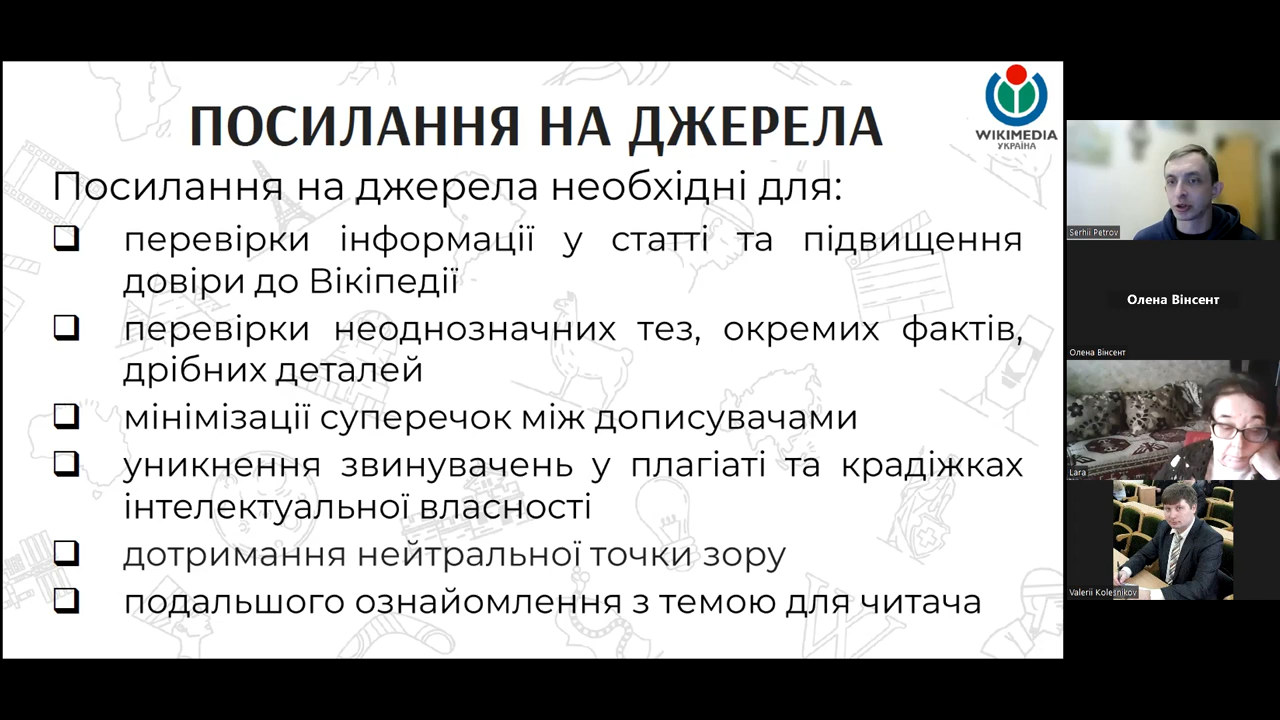 ПОСИЛАННЯ НА ДЖЕРЕЛА
WIKIMEDIA
УКРАЇНА
Посилання на джерела необхідні для:
перевірки інформації у статті та підвищення
довіри до Вікіпедії
перевірки неоднозначних тез, окремих фактів,
дрібних деталей
мінімізації суперечок між дописувачами
уникнення звинувачень у плагіаті та крадіжках
інтелектуальної власності
дотримання нейтральної точки зору
подальшого ознайомлення з темою для читача
Serhii Petrov
Олена Вінсент
Олена Вінсент
Lara
Valerii Kolesnikov